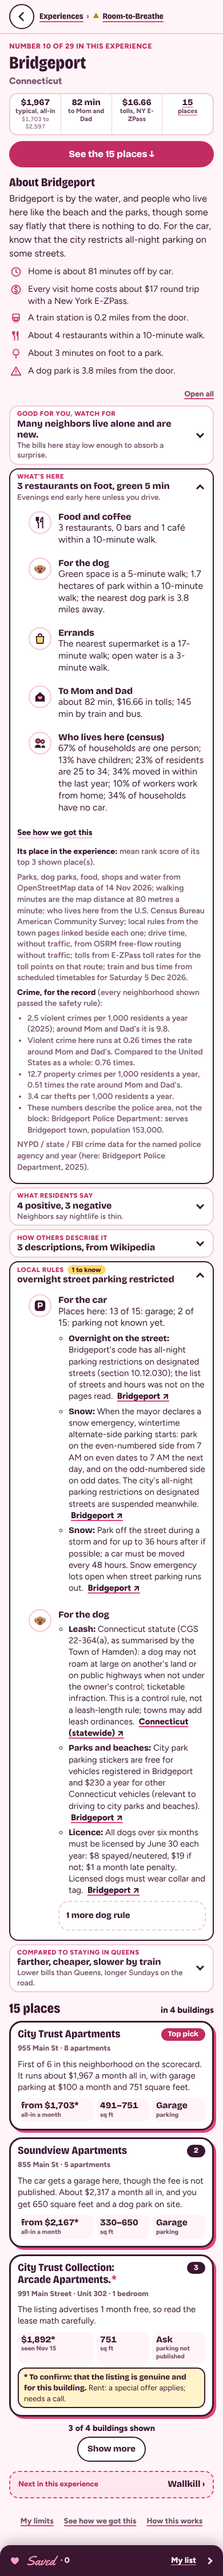 Experiences › Room-to-Breathe
NUMBER 10 OF 29 IN THIS EXPERIENCE
Bridgeport
Connecticut
$1,967
typical, all-in
$1,703 to
$2,597
82 min
to Mom and
Dad
$16.66
tolls, NY E-
ZPass
15
places
See the 15 places ↓
About Bridgeport
Bridgeport is by the water, and people who live
here like the beach and the parks, though some
say flatly that there is nothing to do. For the car,
know that the city restricts all-night parking on
some streets.
Home is about 81 minutes off by car.
Every visit home costs about $17 round trip
with a New York E-ZPass.
A train station is 0.2 miles from the door.
About 4 restaurants within a 10-minute walk.
About 3 minutes on foot to a park.
A dog park is 3.8 miles from the door.
Open all
GOOD FOR YOU, WATCH FOR
Many neighbors live alone and are
new.
The bills here stay low enough to absorb a
surprise.
WHAT'S HERE
3 restaurants on foot, green 5 min
Evenings end early here unless you drive.
Food and coffee
3 restaurants, 0 bars and 1 café
within a 10-minute walk.
For the dog
Green space is a 5-minute walk; 1.7
hectares of park within a 10-minute
walk; the nearest dog park is 3.8
miles away.
Errands
The nearest supermarket is a 17-
minute walk; open water is a 3-
minute walk.
To Mom and Dad
about 82 min, $16.66 in tolls; 145
min by train and bus.
Who lives here (census)
67% of households are one person;
13% have children; 23% of residents
are 25 to 34; 34% moved in within
the last year; 10% of workers work
from home; 34% of households
have no car.
See how we got this
Its place in the experience: mean rank score of its
top 3 shown place(s).
Parks, dog parks, food, shops and water from
OpenStreetMap data of 14 Nov 2026; walking
minutes are the map distance at 80 metres a
minute; who lives here from the U.S. Census Bureau
American Community Survey; local rules from the
town pages linked beside each one; drive time,
without traffic, from OSRM free-flow routing
without traffic; tolls from E-ZPass toll rates for the
toll points on that route; train and bus time from
scheduled timetables for Saturday 5 Dec 2026.
Crime, for the record (every neighborhood shown
passed the safety rule):
• 2.5 violent crimes per 1,000 residents a year
(2025); around Mom and Dad's it is 9.8.
• Violent crime here runs at 0.26 times the rate
around Mom and Dad's. Compared to the United
States as a whole: 0.76 times.
• 12.7 property crimes per 1,000 residents a year,
0.51 times the rate around Mom and Dad's.
• 3.4 car thefts per 1,000 residents a year.
• These numbers describe the police area, not the
block: Bridgeport Police Department: serves
Bridgeport town, population 153,000.
NYPD / state / FBI crime data for the named police
agency and year (here: Bridgeport Police
Department, 2025).
WHAT RESIDENTS SAY
4 positive, 3 negative
Neighbors say nightlife is thin.
HOW OTHERS DESCRIBE IT
3 descriptions, from Wikipedia
LOCAL RULES 1 to know
overnight street parking restricted
For the car
Places here: 13 of 15: garage; 2 of
15: parking not known yet.
Overnight on the street:
Bridgeport's code has all-night
parking restrictions on designated
streets (section 10.12.030); the list
of streets and hours was not on the
pages read. Bridgeport ↗
Snow: When the mayor declares a
snow emergency, wintertime
alternate-side parking starts: park
on the even-numbered side from 7
AM on even dates to 7 AM the next
day, and on the odd-numbered side
on odd dates. The city's all-night
parking restrictions on designated
streets are suspended meanwhile.
Bridgeport ↗
Snow: Park off the street during a
storm and for up to 36 hours after if
possible; a car must be moved
every 48 hours. Snow emergency
lots open when street parking runs
out. Bridgeport ↗
For the dog
Leash: Connecticut statute (CGS
22-364(a), as summarised by the
Town of Hamden): a dog may not
roam at large on another's land or
on public highways when not under
the owner's control; ticketable
infraction. This is a control rule, not
a leash-length rule; towns may add
leash ordinances. Connecticut
(statewide) ↗
Parks and beaches: City park
parking stickers are free for
vehicles registered in Bridgeport
and $230 a year for other
Connecticut vehicles (relevant to
driving to city parks and beaches).
Bridgeport ↗
Licence: All dogs over six months
must be licensed by June 30 each
year: $8 spayed/neutered, $19 if
not; $1 a month late penalty.
Licensed dogs must wear collar and
tag. Bridgeport ↗
1 more dog rule
COMPARED TO STAYING IN QUEENS
farther, cheaper, slower by train
Lower bills than Queens, longer Sundays on the
road.
15 places
in 4 buildings
City Trust Apartments
Top pick
955 Main St · 8 apartments
First of 6 in this neighborhood on the scorecard.
It runs about $1,967 a month all in, with garage
parking at $100 a month and 751 square feet.
from $1,703*
all-in a month
491–751
sq ft
Garage
parking
Soundview Apartments
2
855 Main St · 5 apartments
The car gets a garage here, though the fee is not
published. About $2,317 a month all in, and you
get 650 square feet and a dog park on site.
from $2,167*
all-in a month
330–650
sq ft
Garage
parking
City Trust Collection:
Arcade Apartments.*
3
991 Main Street · Unit 302 · 1 bedroom
The listing advertises 1 month free, so read the
lease math carefully.
$1,892*
seen Nov 15
751
sq ft
Ask
parking not
published
* To confirm: that the listing is genuine and
for this building. Rent: a special offer applies;
needs a call.
3 of 4 buildings shown
Show more
Next in this experience
Wallkill ›
My limits
See how we got this
How this works
Saved · 0
My list ›